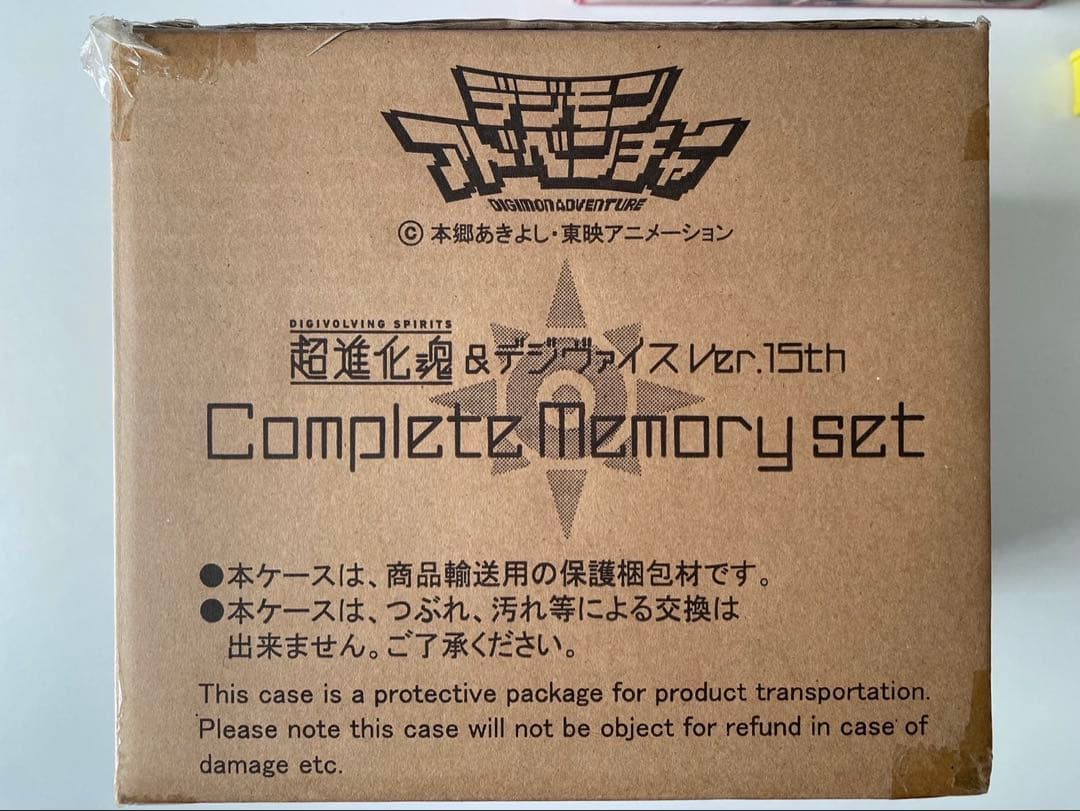 デジモン
アドベンチャー
DIGIMON ADVENTURE
© 本郷あきよし・東映アニメーション
DIGIVOLVING SPIRITS
超進化魂 & デジヴァイス Ver.15th
Complete Memory set
●本ケースは、商品輸送用の保護梱包材です。
●本ケースは、つぶれ、汚れ等による交換は
出来ません。ご了承ください。
This case is a protective package for product transportation.
Please note this case will not be object for refund in case of
damage etc.